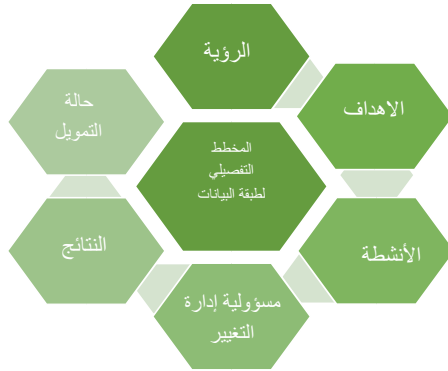 الرؤية
الاهداف
الأنشطة
مسؤولية إدارة
التغيير
النتائج
حالة
التمويل
المخطط
التفصيلي
لطبقة البيانات